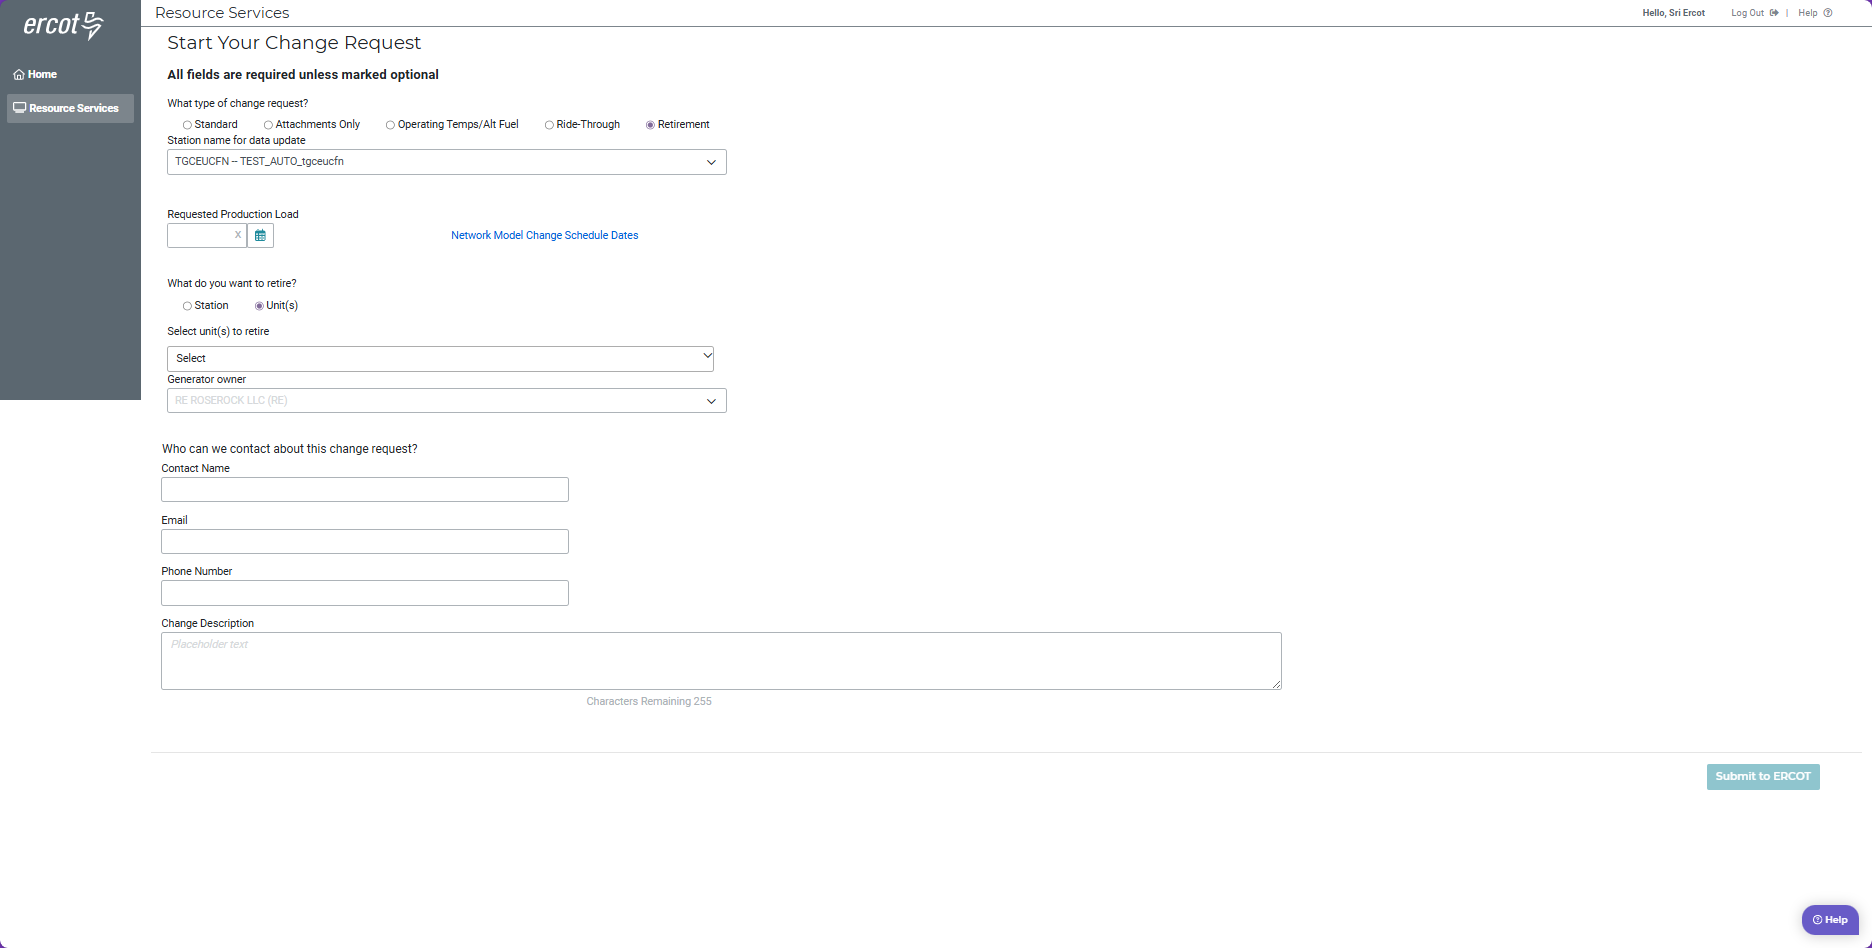 ercot
Resource Services
Hello, Sri Ercot
Log Out | Help
Home
Resource Services
Start Your Change Request
All fields are required unless marked optional
What type of change request?
Standard Attachments Only Operating Temps/Alt Fuel Ride-Through Retirement
Station name for data update
TGCEUCFN -- TEST_AUTO_tgceucfn
Requested Production Load
X
Network Model Change Schedule Dates
What do you want to retire?
Station Unit(s)
Select unit(s) to retire
Select
Generator owner
RE ROSEROCK LLC (RE)
Who can we contact about this change request?
Contact Name
Email
Phone Number
Change Description
Placeholder text
Characters Remaining 255
Submit to ERCOT
Help